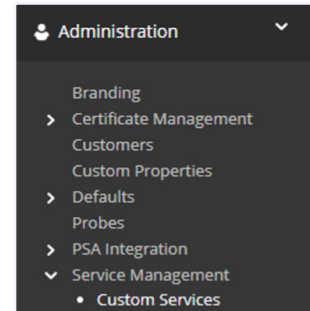 Administration
Branding
Certificate Management
Customers
Custom Properties
Defaults
Probes
PSA Integration
Service Management
Custom Services